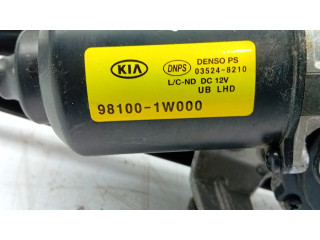 KIA
DNPS
DENSO PS
03524-8210
L/C-ND DC 12V
UB LHD
98100-1W000